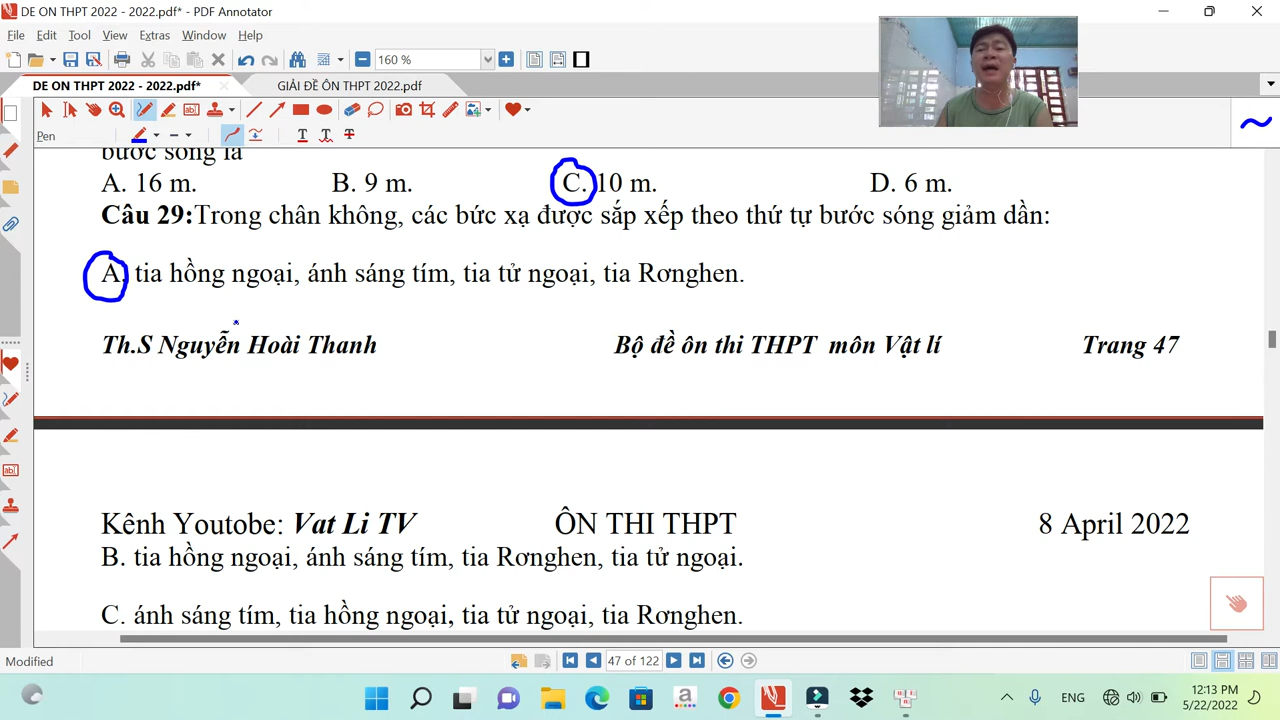 DE ON THPT 2022 - 2022.pdf* - PDF Annotator
File Edit Tool View Extras Window Help
160 %
DE ON THPT 2022 - 2022.pdf*
GIẢI ĐỀ ÔN THPT 2022.pdf
Pen
bước sóng là
A. 16 m. B. 9 m. C. 10 m. D. 6 m.
Câu 29:Trong chân không, các bức xạ được sắp xếp theo thứ tự bước sóng giảm dần:
A. tia hồng ngoại, ánh sáng tím, tia tử ngoại, tia Rơnghen.
Th.S Nguyễn Hoài Thanh Bộ đề ôn thi THPT môn Vật lí Trang 47
Kênh Youtobe: Vat Li TV ÔN THI THPT 8 April 2022
B. tia hồng ngoại, ánh sáng tím, tia Rơnghen, tia tử ngoại.
C. ánh sáng tím, tia hồng ngoại, tia tử ngoại, tia Rơnghen.
Modified
47 of 122
ENG
12:13 PM
5/22/2022